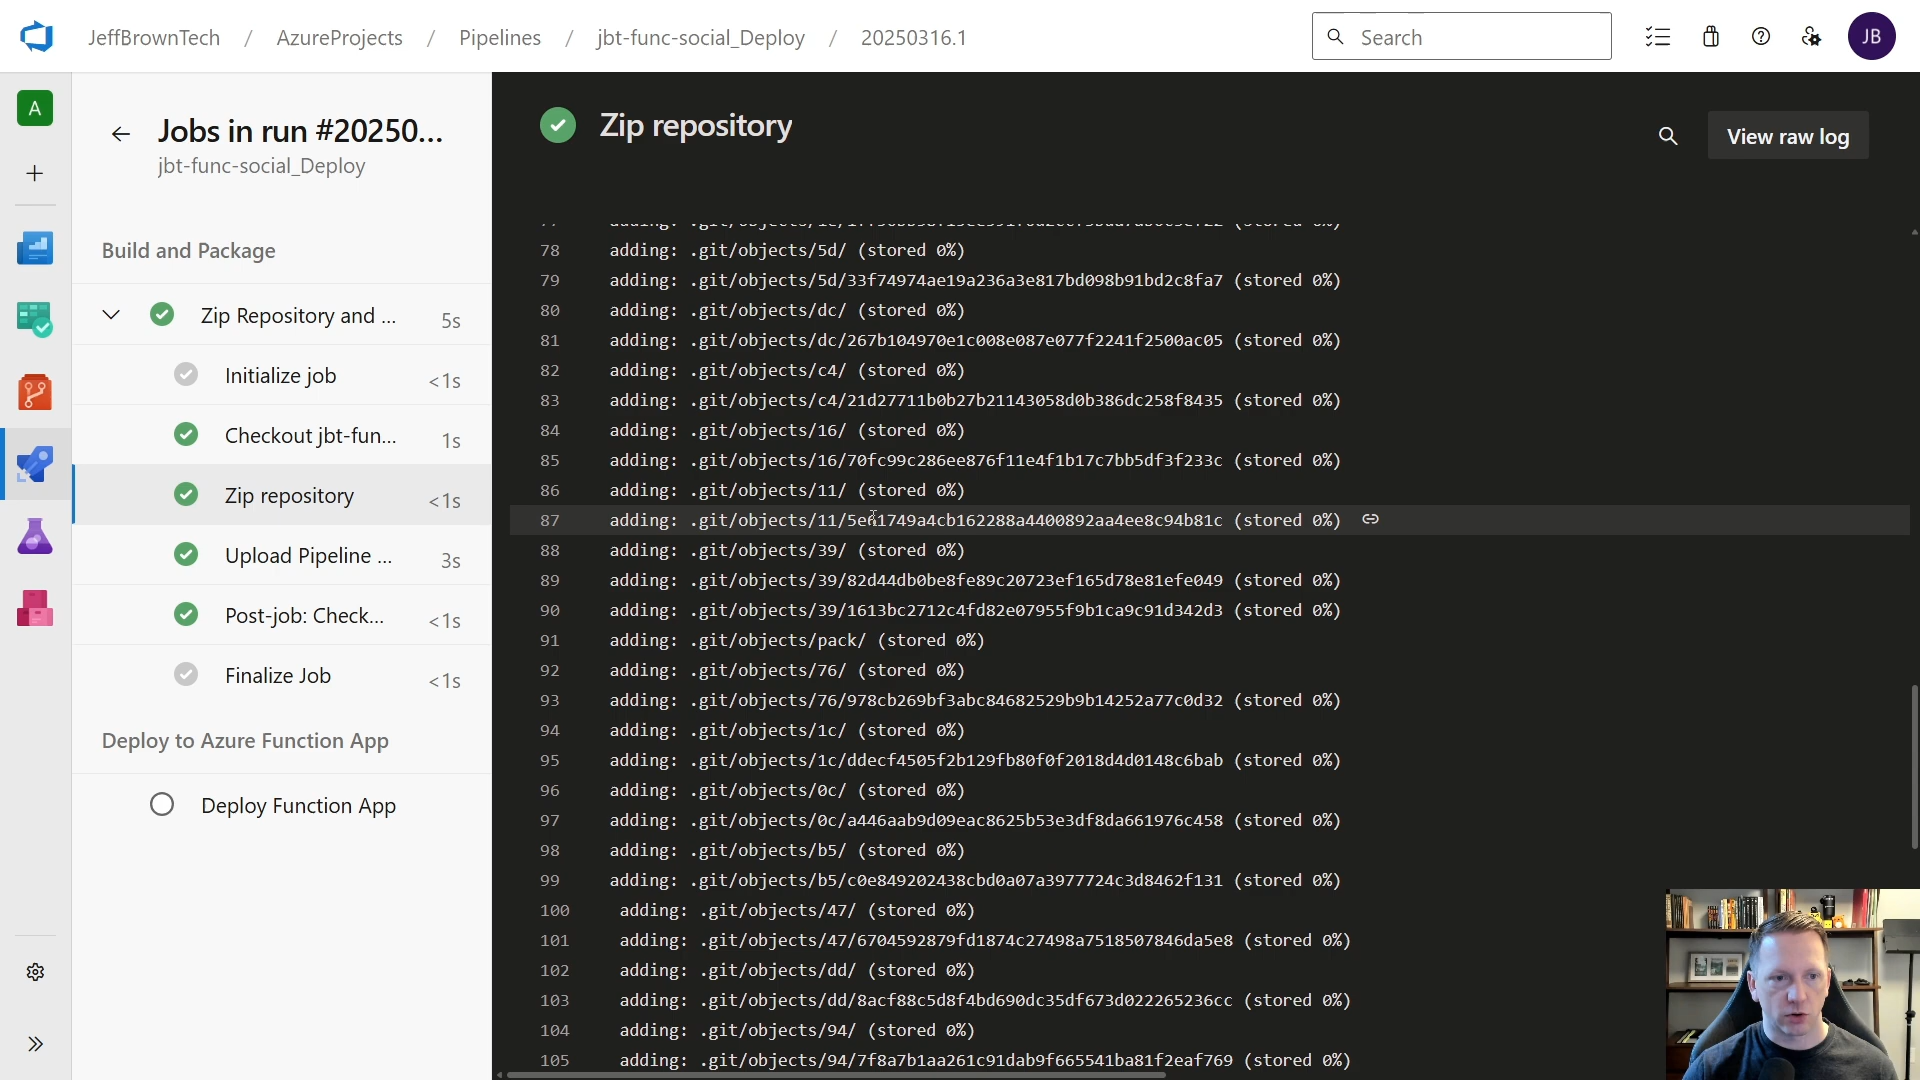 JeffBrownTech / AzureProjects / Pipelines / jbt-func-social_Deploy / 20250316.1
Search
JB
A
Jobs in run #20250...
jbt-func-social_Deploy
Build and Package
Zip Repository and ... 5s
Initialize job <1s
Checkout jbt-fun... 1s
Zip repository <1s
Upload Pipeline ... 3s
Post-job: Check... <1s
Finalize Job <1s
Deploy to Azure Function App
Deploy Function App
Zip repository
View raw log
78 adding: .git/objects/5d/ (stored 0%)
79 adding: .git/objects/5d/33f74974ae19a236a3e817bd098b91bd2c8fa7 (stored 0%)
80 adding: .git/objects/dc/ (stored 0%)
81 adding: .git/objects/dc/267b104970e1c008e087e077f2241f2500ac05 (stored 0%)
82 adding: .git/objects/c4/ (stored 0%)
83 adding: .git/objects/c4/21d27711b0b27b21143058d0b386dc258f8435 (stored 0%)
84 adding: .git/objects/16/ (stored 0%)
85 adding: .git/objects/16/70fc99c286ee876f11e4f1b17c7bb5df3f233c (stored 0%)
86 adding: .git/objects/11/ (stored 0%)
87 adding: (stored 0%)
88 adding: .git/objects/39/ (stored 0%)
89 adding: .git/objects/39/82d44db0be8fe89c20723ef165d78e81efe049 (stored 0%)
90 adding: .git/objects/39/1613bc2712c4fd82e07955f9b1ca9c91d342d3 (stored 0%)
91 adding: .git/objects/pack/ (stored 0%)
92 adding: .git/objects/76/ (stored 0%)
93 adding: .git/objects/76/978cb269bf3abc84682529b9b14252a77c0d32 (stored 0%)
94 adding: .git/objects/1c/ (stored 0%)
95 adding: .git/objects/1c/ddecf4505f2b129fb80f0f2018d4d0148c6bab (stored 0%)
96 adding: .git/objects/0c/ (stored 0%)
97 adding: .git/objects/0c/a446aab9d09eac8625b53e3df8da661976c458 (stored 0%)
98 adding: .git/objects/b5/ (stored 0%)
99 adding: .git/objects/b5/c0e849202438cbd0a07a3977724c3d8462f131 (stored 0%)
100 adding: .git/objects/47/ (stored 0%)
101 adding: .git/objects/47/6704592879fd1874c27498a7518507846da5e8 (stored 0%)
102 adding: .git/objects/dd/ (stored 0%)
103 adding: .git/objects/dd/8acf88c5d8f4bd690dc35df673d022265236cc (stored 0%)
104 adding: .git/objects/94/ (stored 0%)
105 adding: .git/objects/94/7f8a7b1aa261c91dab9f665541ba81f2eaf769 (stored 0%)